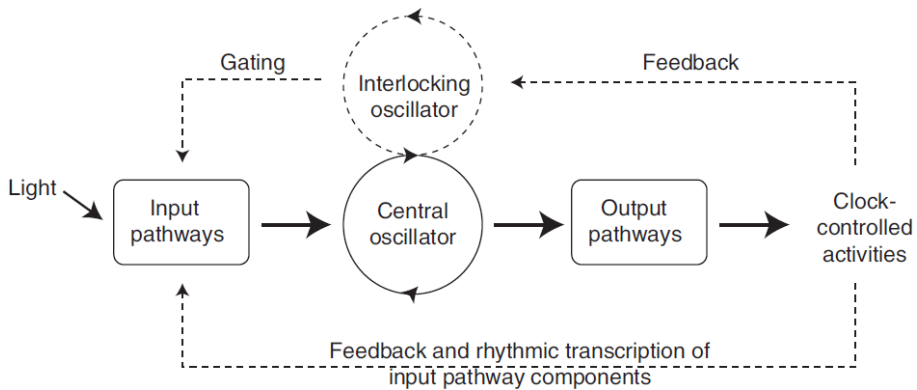 Gating
Interlocking
oscillator
Feedback
Light
Input
pathways
Central
oscillator
Output
pathways
Clock-
controlled
activities
Feedback and rhythmic transcription of
input pathway components